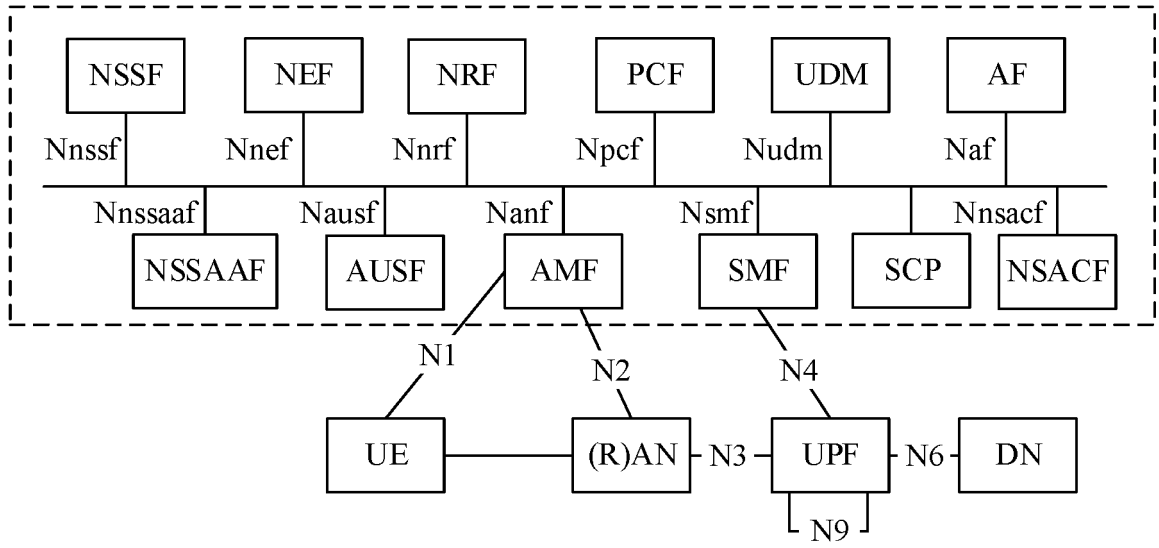 NSSF NEF NRF PCF UDM AF
Nnssf Nnef Nnrf Npcf Nudm Naf
Nnssaaf Nausf Nanf Nsmf Nnsacf
NSSAAF AUSF AMF SMF SCP NSACF
N1 N2 N4
UE (R)AN N3 UPF N6 DN
N9